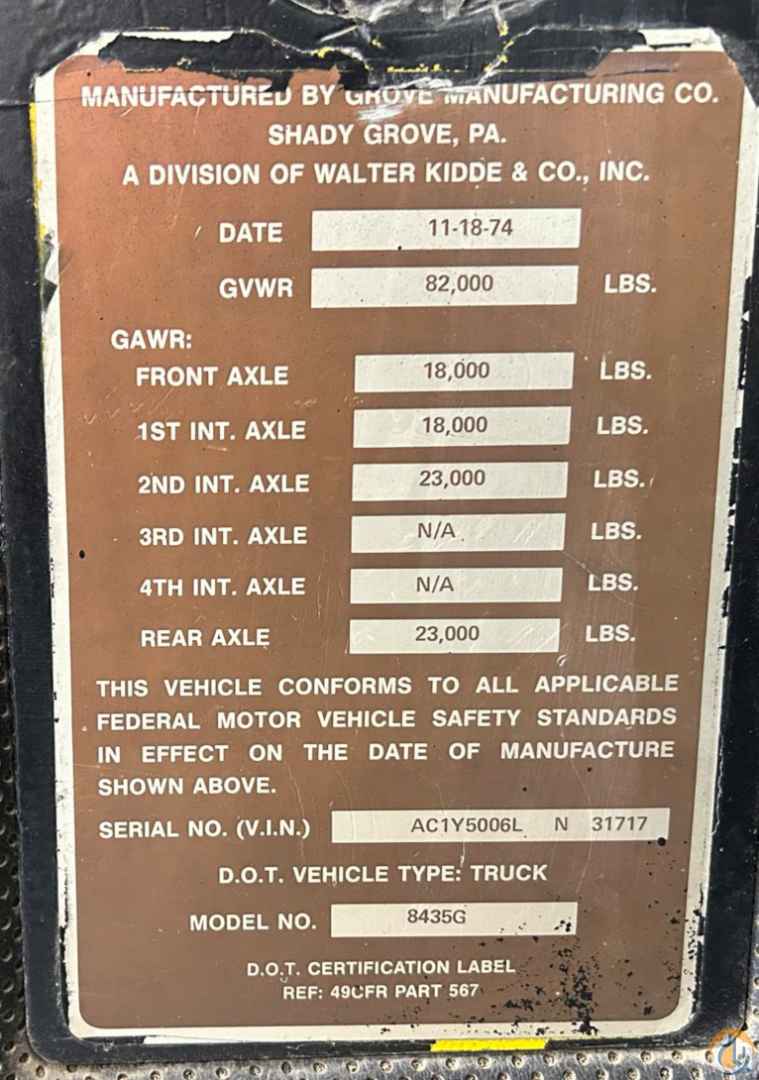 MANUFACTURED BY GROVE MANUFACTURING CO.
SHADY GROVE, PA.
A DIVISION OF WALTER KIDDE & CO., INC.
DATE 11-18-74
GVWR 82,000 LBS.
GAWR:
FRONT AXLE 18,000 LBS.
1ST INT. AXLE 18,000 LBS.
2ND INT. AXLE 23,000 LBS.
3RD INT. AXLE N/A LBS.
4TH INT. AXLE N/A LBS.
REAR AXLE 23,000 LBS.
THIS VEHICLE CONFORMS TO ALL APPLICABLE
FEDERAL MOTOR VEHICLE SAFETY STANDARDS
IN EFFECT ON THE DATE OF MANUFACTURE
SHOWN ABOVE.
SERIAL NO. (V.I.N.) AC1Y5006L N 31717
D.O.T. VEHICLE TYPE: TRUCK
MODEL NO. 8435G
D.O.T. CERTIFICATION LABEL
REF: 49CFR PART 567